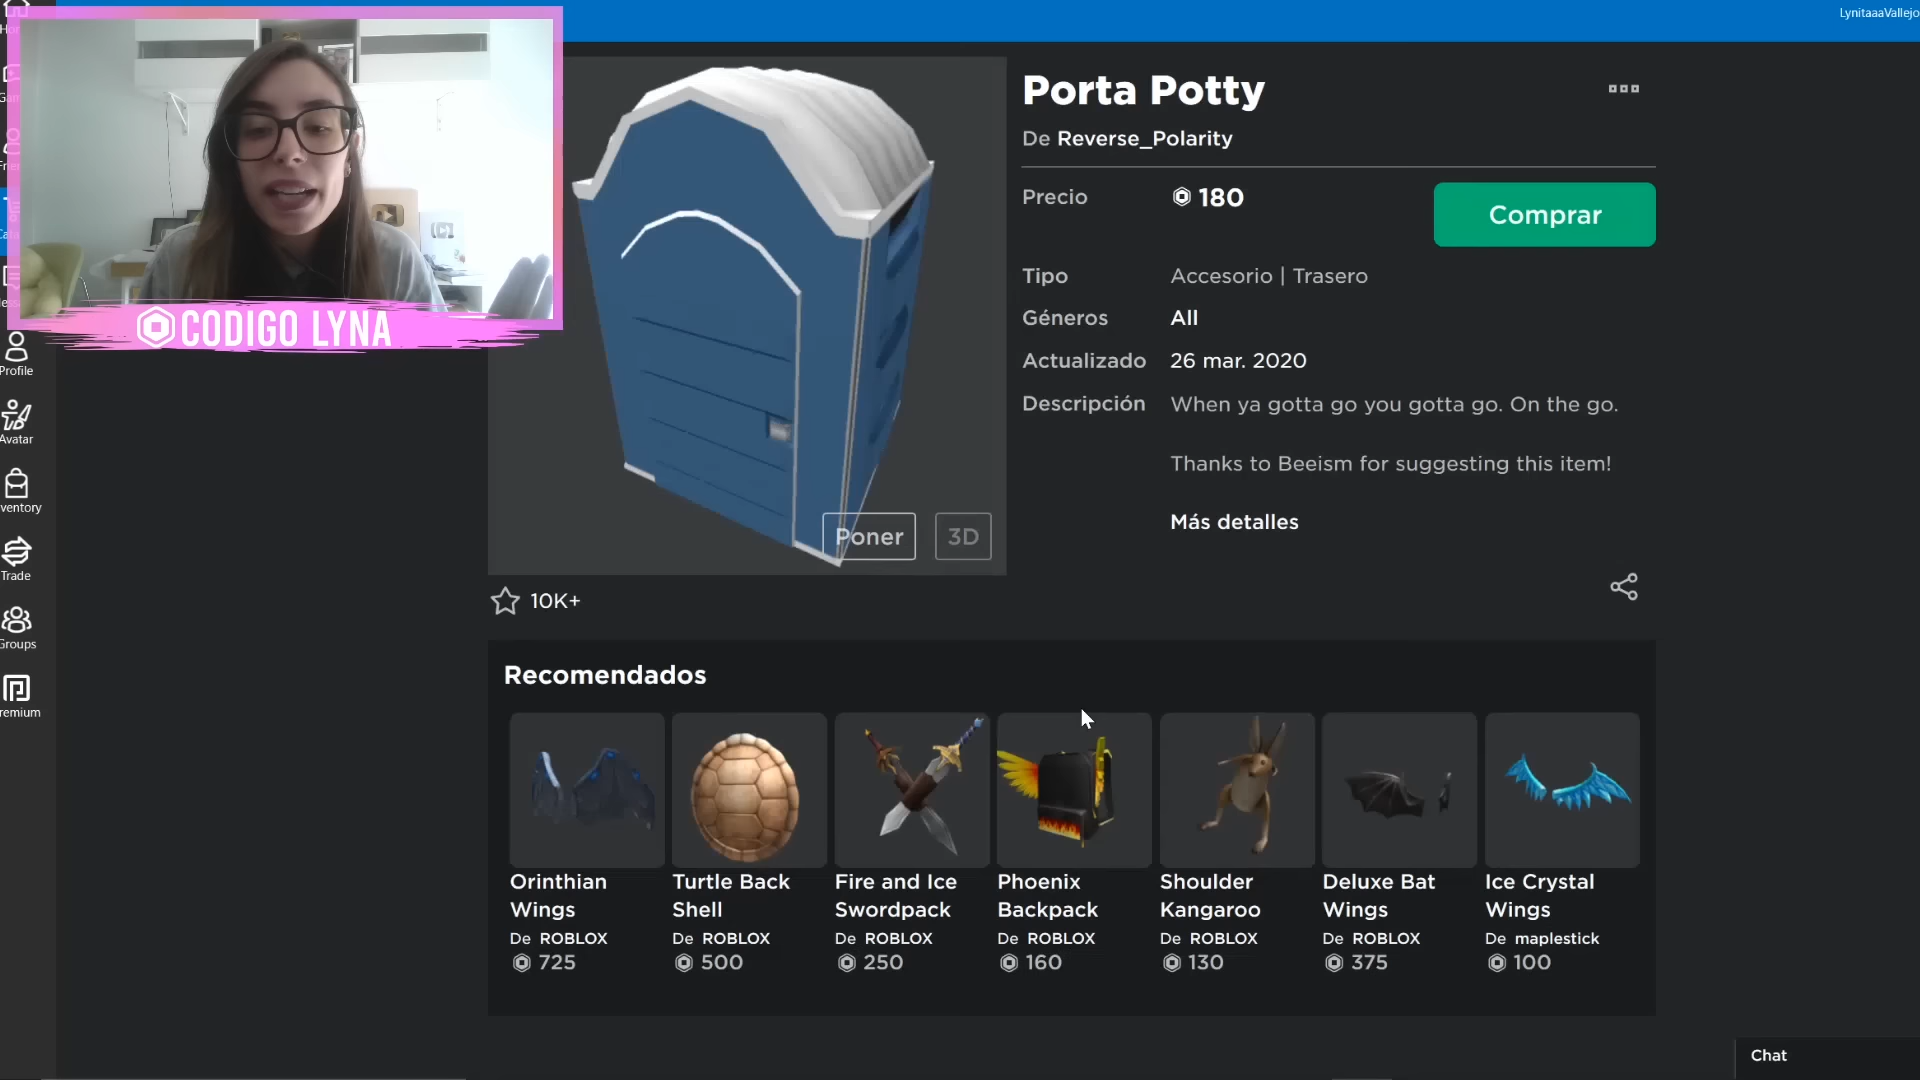 LynitaaaVallejo
CODIGO LYNA
Profile
Avatar
ventory
Trade
Groups
remium
Porta Potty
De Reverse_Polarity
Precio
180
Comprar
Tipo
Accesorio | Trasero
Géneros
All
Actualizado
26 mar. 2020
Descripción
When ya gotta go you gotta go. On the go.
Thanks to Beeism for suggesting this item!
Más detalles
Poner
3D
10K+
Recomendados
Orinthian
Wings
De ROBLOX
725
Turtle Back
Shell
De ROBLOX
500
Fire and Ice
Swordpack
De ROBLOX
250
Phoenix
Backpack
De ROBLOX
160
Shoulder
Kangaroo
De ROBLOX
130
Deluxe Bat
Wings
De ROBLOX
375
Ice Crystal
Wings
De maplestick
100
Chat